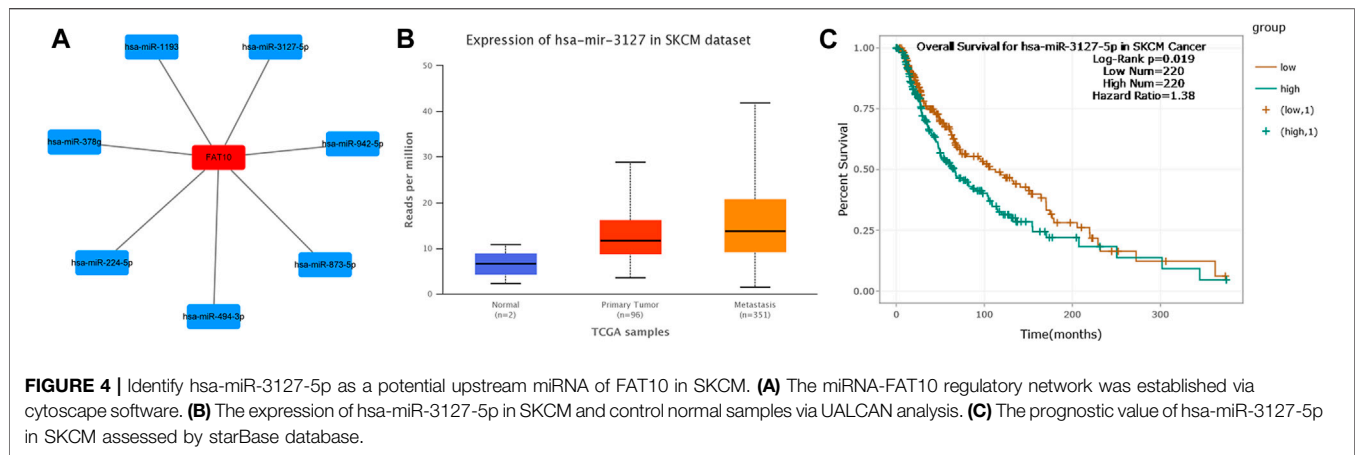 A
hsa-miR-1193
hsa-miR-3127-5p
hsa-miR-378g
FAT10
hsa-miR-942-5p
hsa-miR-224-5p
hsa-miR-873-5p
hsa-miR-494-3p
B
Expression of hsa-mir-3127 in SKCM dataset
Reads per million
50
40
30
20
10
0
Normal
(n=2)
Primary Tumor
(n=96)
Metastasis
(n=351)
TCGA samples
C
Overall Survival for hsa-miR-3127-5p in SKCM Cancer
Log-Rank p=0.019
Low Num=220
High Num=220
Hazard Ratio=1.38
Percent Survival
1.00
0.75
0.50
0.25
0.00
0
100
200
300
Time(months)
group
low
high
(low,1)
(high,1)
FIGURE 4 | Identify hsa-miR-3127-5p as a potential upstream miRNA of FAT10 in SKCM. (A) The miRNA-FAT10 regulatory network was established via
cytoscape software. (B) The expression of hsa-miR-3127-5p in SKCM and control normal samples via UALCAN analysis. (C) The prognostic value of hsa-miR-3127-5p
in SKCM assessed by starBase database.